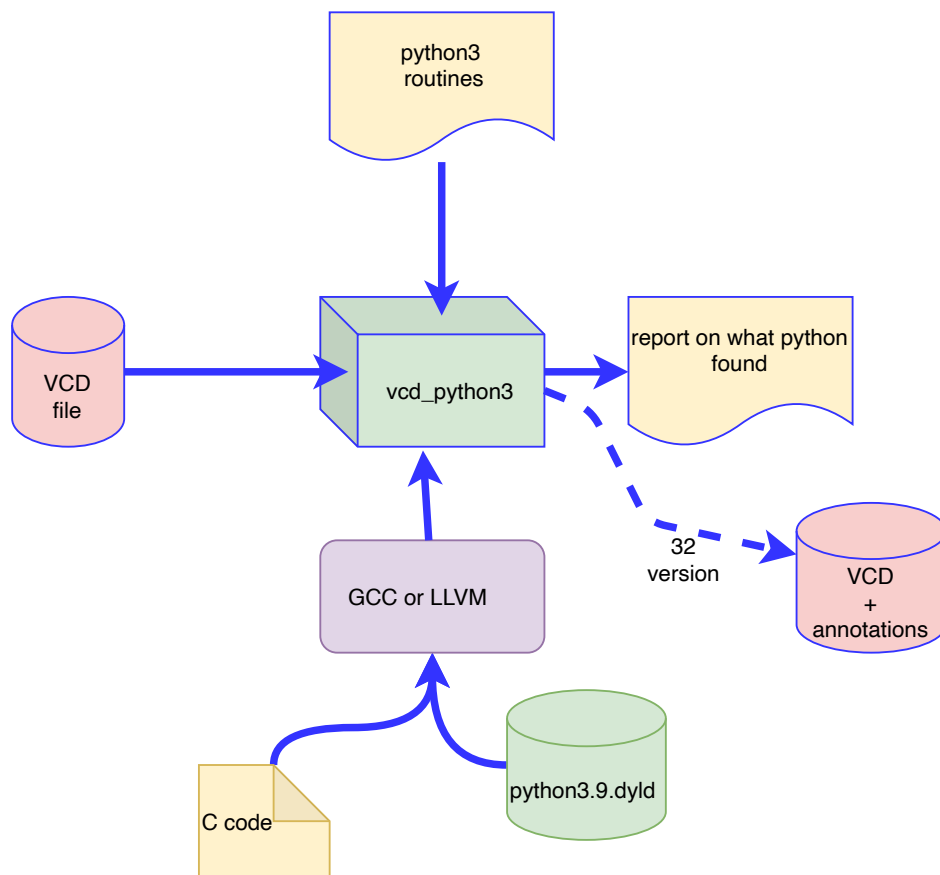 python3
routines
VCD
file
vcd_python3
report on what python
found
32
version
VCD
+
annotations
GCC or LLVM
python3.9.dyld
C code